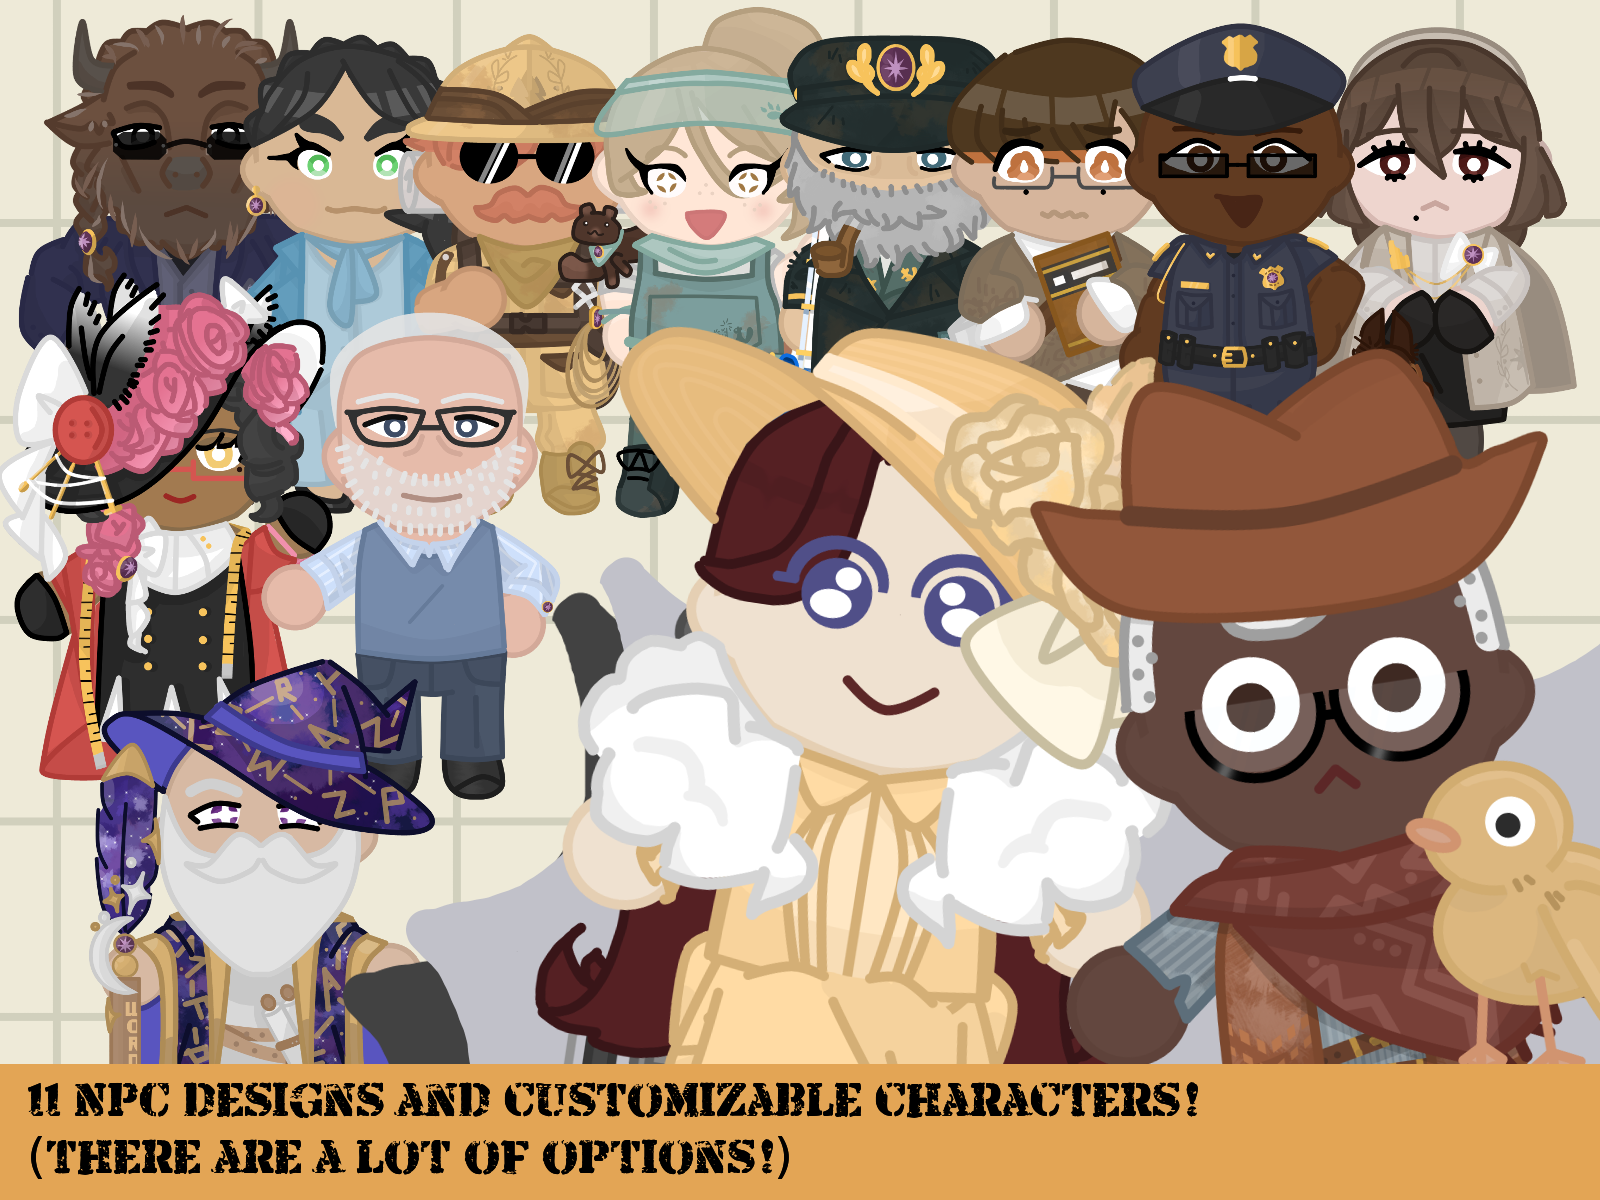 11 NPC DESIGNS AND CUSTOMIZABLE CHARACTERS!
(THERE ARE A LOT OF OPTIONS!)